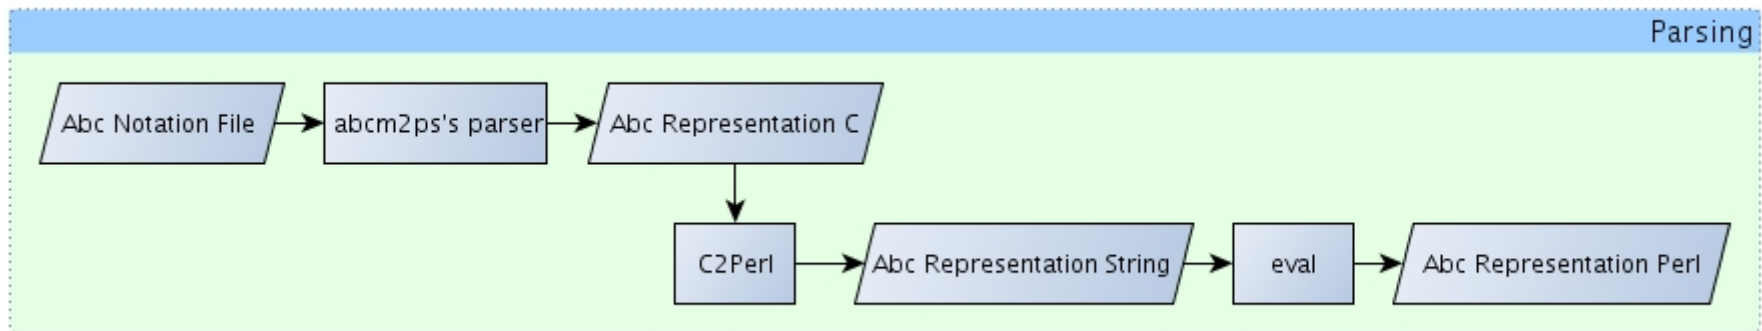 Parsing
Abc Notation File
abcm2ps's parser
Abc Representation C
C2Perl
Abc Representation String
eval
Abc Representation Perl